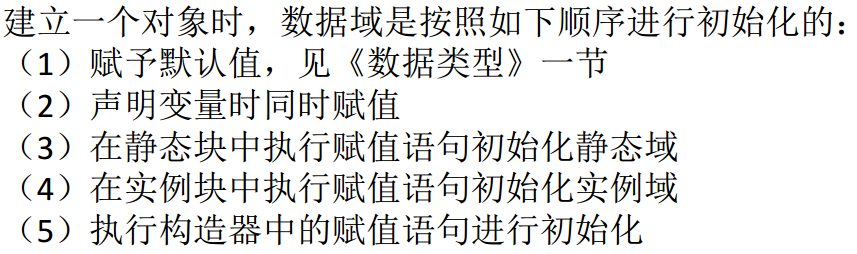 建立一个对象时，数据域是按照如下顺序进行初始化的：
（1）赋予默认值，见《数据类型》一节
（2）声明变量时同时赋值
（3）在静态块中执行赋值语句初始化静态域
（4）在实例块中执行赋值语句初始化实例域
（5）执行构造器中的赋值语句进行初始化